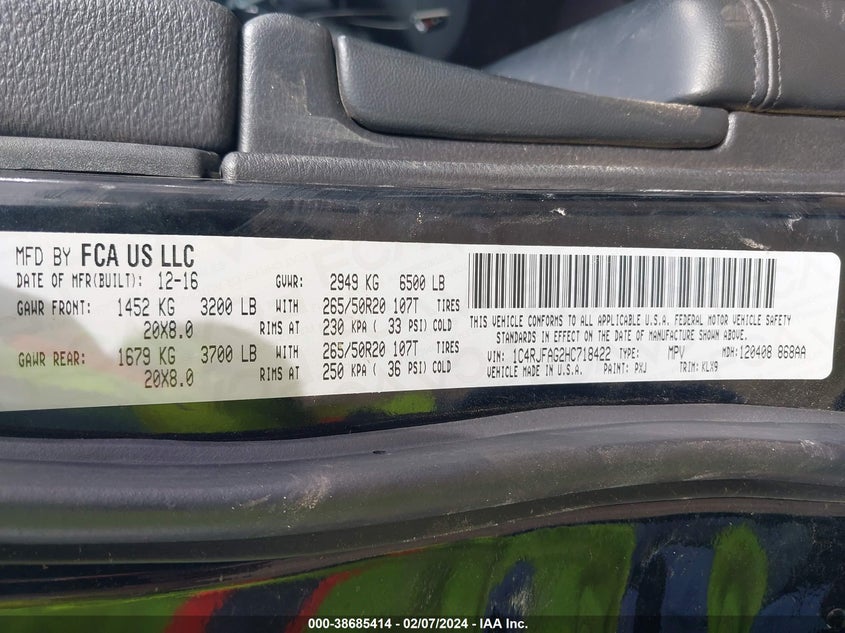 MFD BY FCA US LLC
DATE OF MFR(BUILT): 12-16 GVWR: 2949 KG 6500 LB
GAWR FRONT: 1452 KG 3200 LB WITH 265/50R20 107T TIRES
20X8.0 RIMS AT 230 KPA ( 33 PSI) COLD
GAWR REAR: 1679 KG 3700 LB WITH 265/50R20 107T TIRES
20X8.0 RIMS AT 250 KPA ( 36 PSI) COLD
THIS VEHICLE CONFORMS TO ALL APPLICABLE U.S.A. FEDERAL MOTOR VEHICLE SAFETY
STANDARDS IN EFFECT ON THE DATE OF MANUFACTURE SHOWN ABOVE.
VIN: 1C4RJFAG2HC718422 TYPE: MPV MDH: 120408 868AA
VEHICLE MADE IN U.S.A. PAINT: PXJ TRIM: KLX9
000-38685414 - 02/07/2024 - IAA Inc.